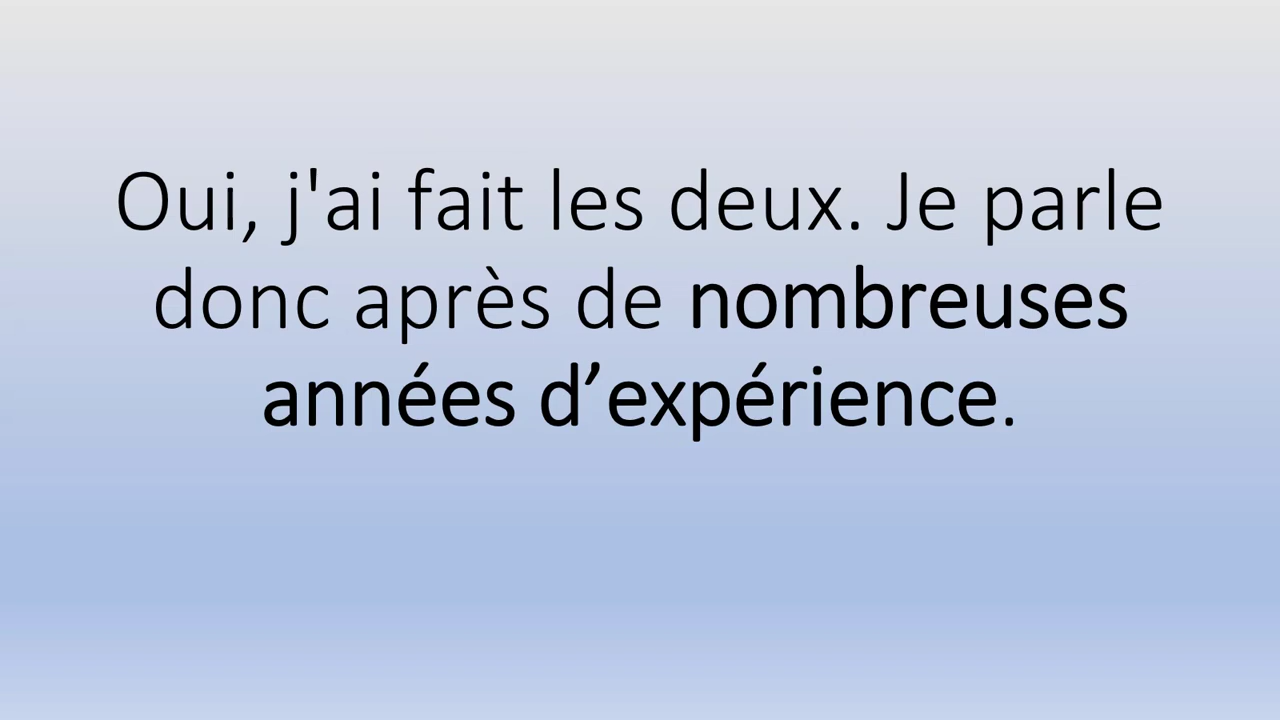 Oui, j'ai fait les deux. Je parle
donc après de nombreuses
années d’expérience.